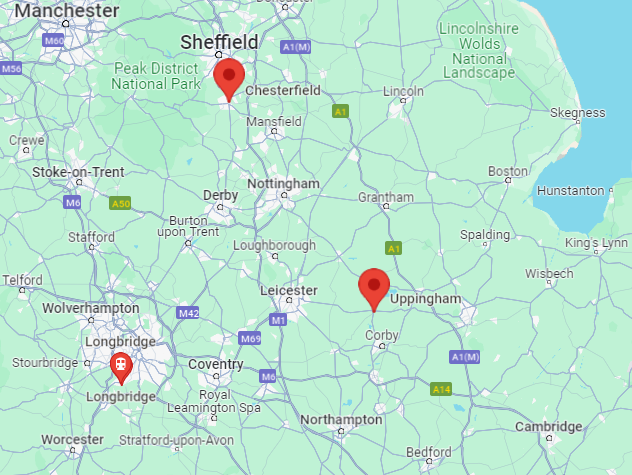 Doncaster
Manchester
Lincolnshire
Wolds
National
Landscape
M60
Sheffield
A1(M)
M56
Peak District
National Park
Chesterfield
Lincoln
A1
Skegness
Mansfield
Crewe
Stoke-on-Trent
Boston
Nottingham
Hunstanton
Derby
Grantham
M6
A50
Burton
upon Trent
Stafford
Spalding
King's Lynn
Loughborough
A1
Telford
Wisbech
Leicester
Uppingham
Wolverhampton
M42
M1
Corby
Longbridge
M69
A1(M)
Stourbridge
Coventry
M6
A14
Longbridge
Royal
Leamington Spa
Northampton
Cambridge
Worcester
Stratford-upon-Avon
Bedford